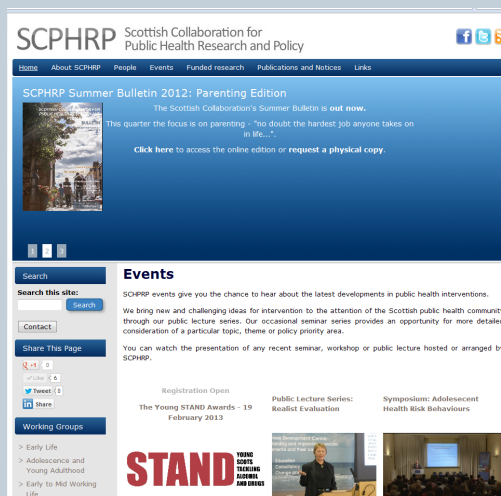 SCPHRP Scottish Collaboration for
Public Health Research and Policy
Home About SCPHRP People Events Funded research Publications and Notices Links
SCPHRP Summer Bulletin 2012: Parenting Edition
The Scottish Collaboration's Summer Bulletin is out now.
This quarter the focus is on parenting - "no doubt the hardest job anyone takes on
in life...".
Click here to access the online edition or request a physical copy.
1 2 3
Search
Search this site:
Search
Contact
Share This Page
+1 0
Like 6
Tweet 0
in Share
Working Groups
> Early Life
> Adolescence and
Young Adulthood
> Early to Mid Working
Life
Events
SCPHRP events give you the chance to hear about the latest developments in public health interventions.
We bring new and challenging ideas for intervention to the attention of the Scottish public health community
through our public lecture series. Our occasional seminar series provides an opportunity for more detailed
consideration of a particular topic, theme or policy priority area.
You can watch the presentation of any recent seminar, workshop or public lecture hosted or arranged by
SCPHRP.
Registration Open
The Young STAND Awards - 19
February 2013
STAND YOUNG
SCOTS
TACKLING
ALCOHOL
AND DRUGS
Public Lecture Series:
Realist Evaluation
Symposium: Adolesecent
Health Risk Behaviours